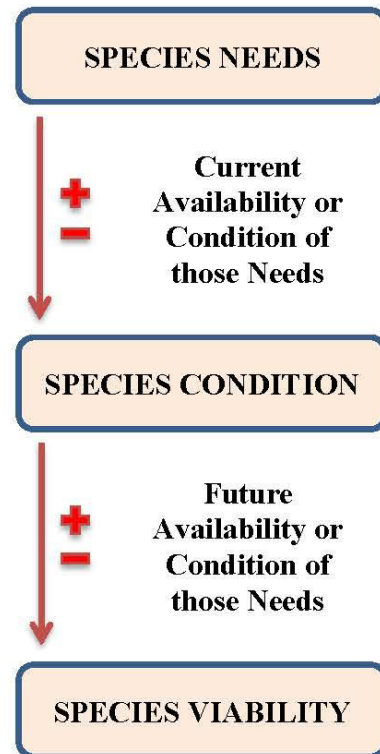 SPECIES NEEDS
+
−
Current
Availability or
Condition of
those Needs
SPECIES CONDITION
+
−
Future
Availability or
Condition of
those Needs
SPECIES VIABILITY